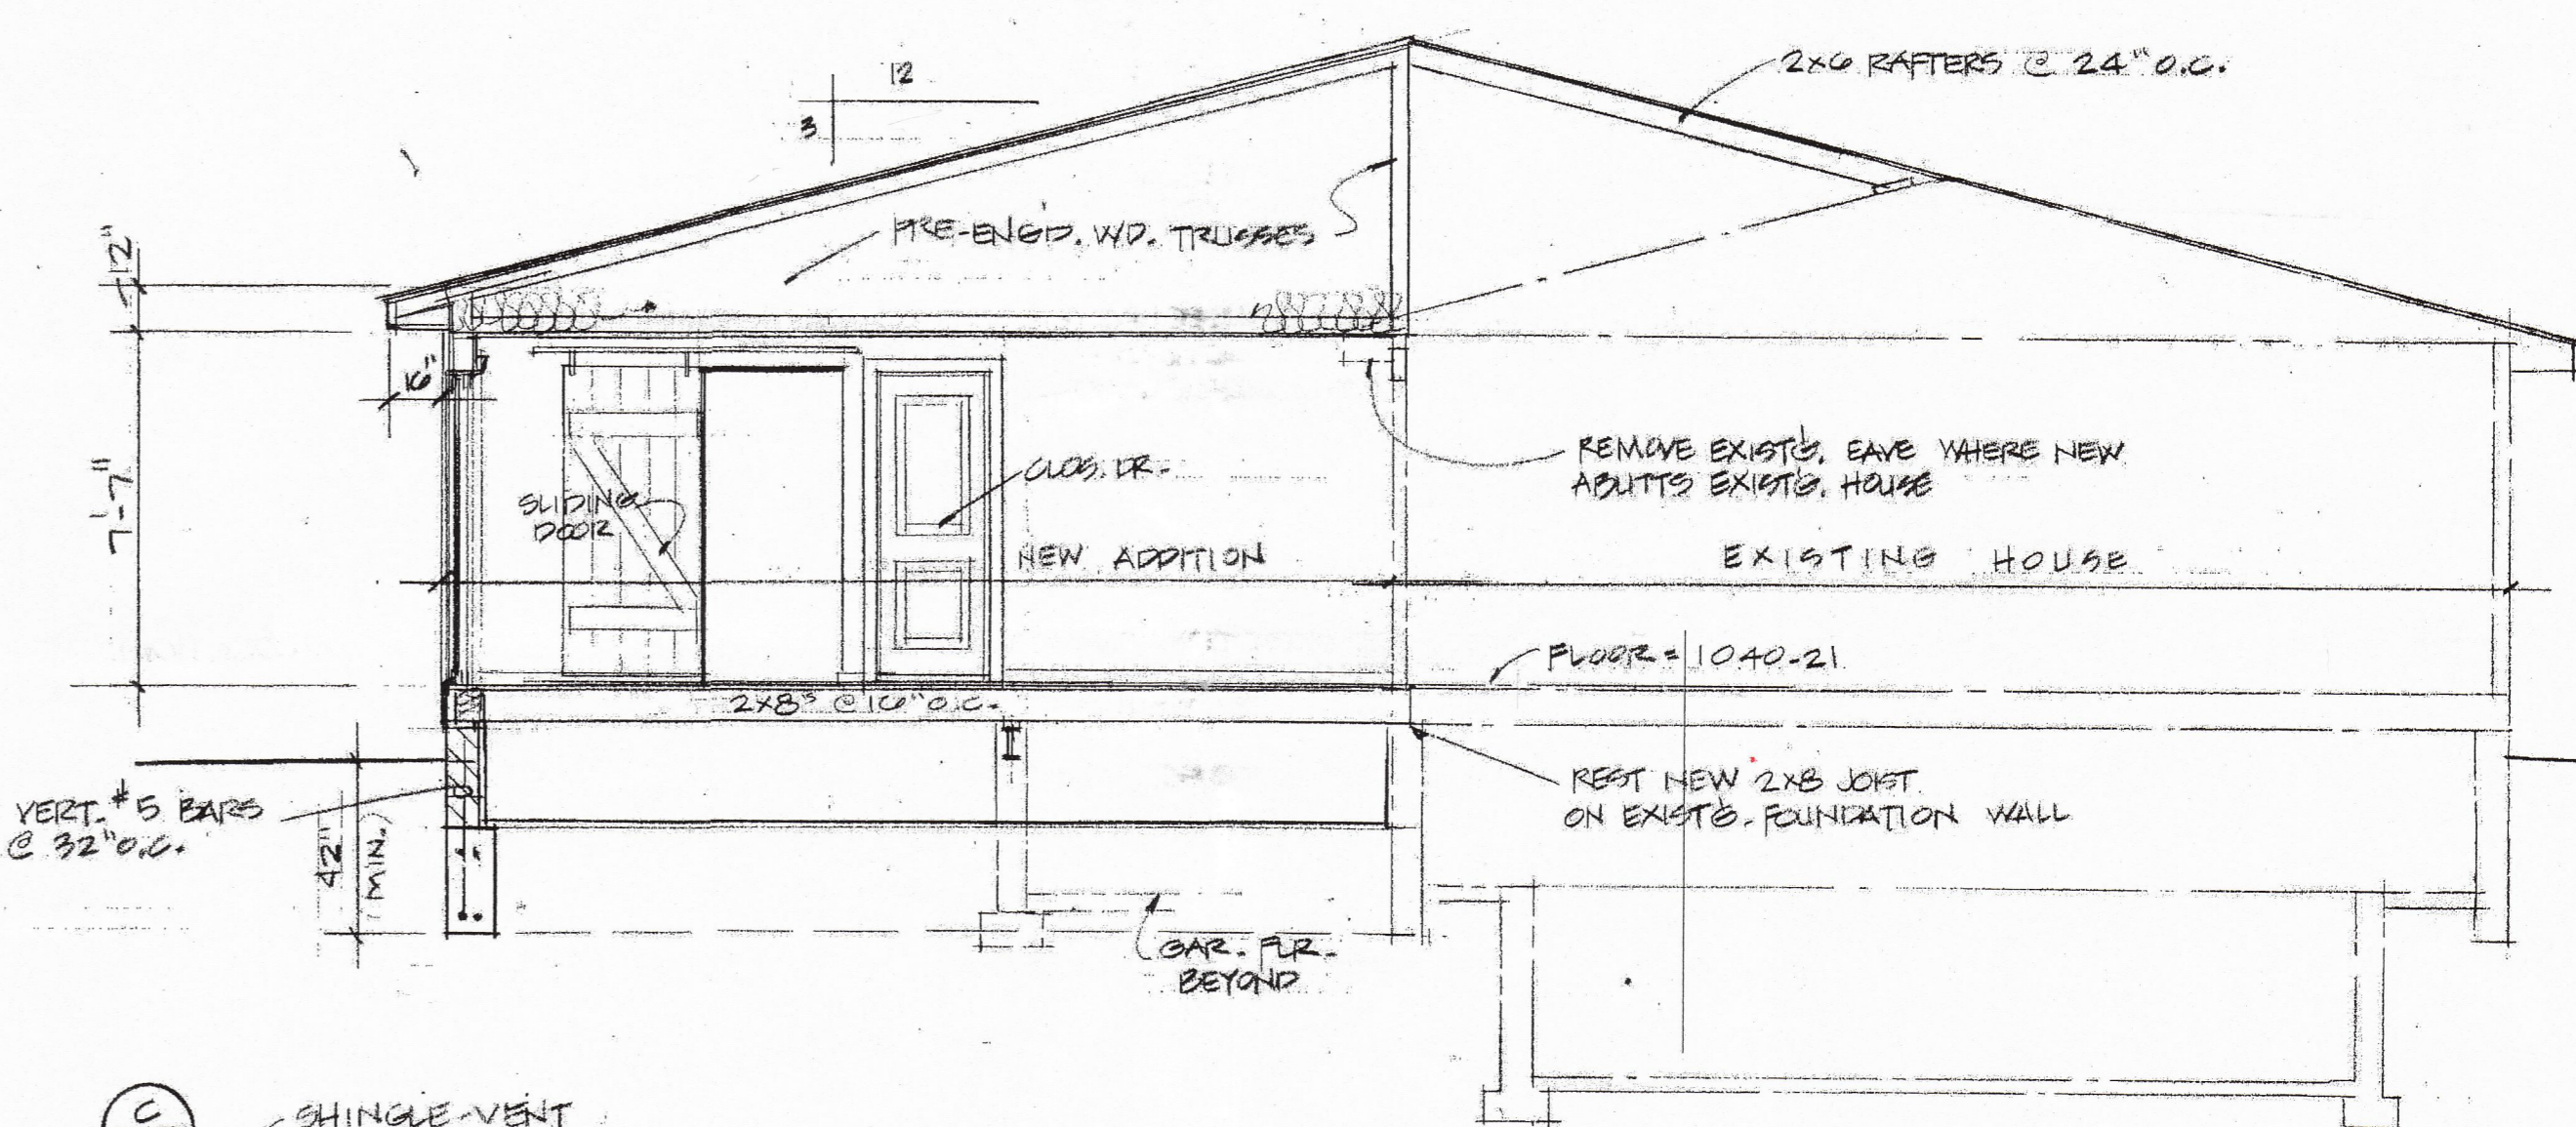 12
3
2x6 RAFTERS @ 24" O.C.
PRE-ENG'D. WD. TRUSSES
12"
16"
7'-7"
REMOVE EXIST'G. EAVE WHERE NEW
ABUTTS EXIST'G. HOUSE
CLOS. DR.
SLIDING
DOOR
NEW ADDITION
EXISTING HOUSE
FLOOR = 1040-21
2x8s @ 16" O.C.
REST NEW 2x8 JOIST
ON EXIST'G. FOUNDATION WALL
VERT. #5 BARS
@ 32" O.C.
42"
(MIN.)
GAR. FLR.
BEYOND
C
SHINGLE-VENT